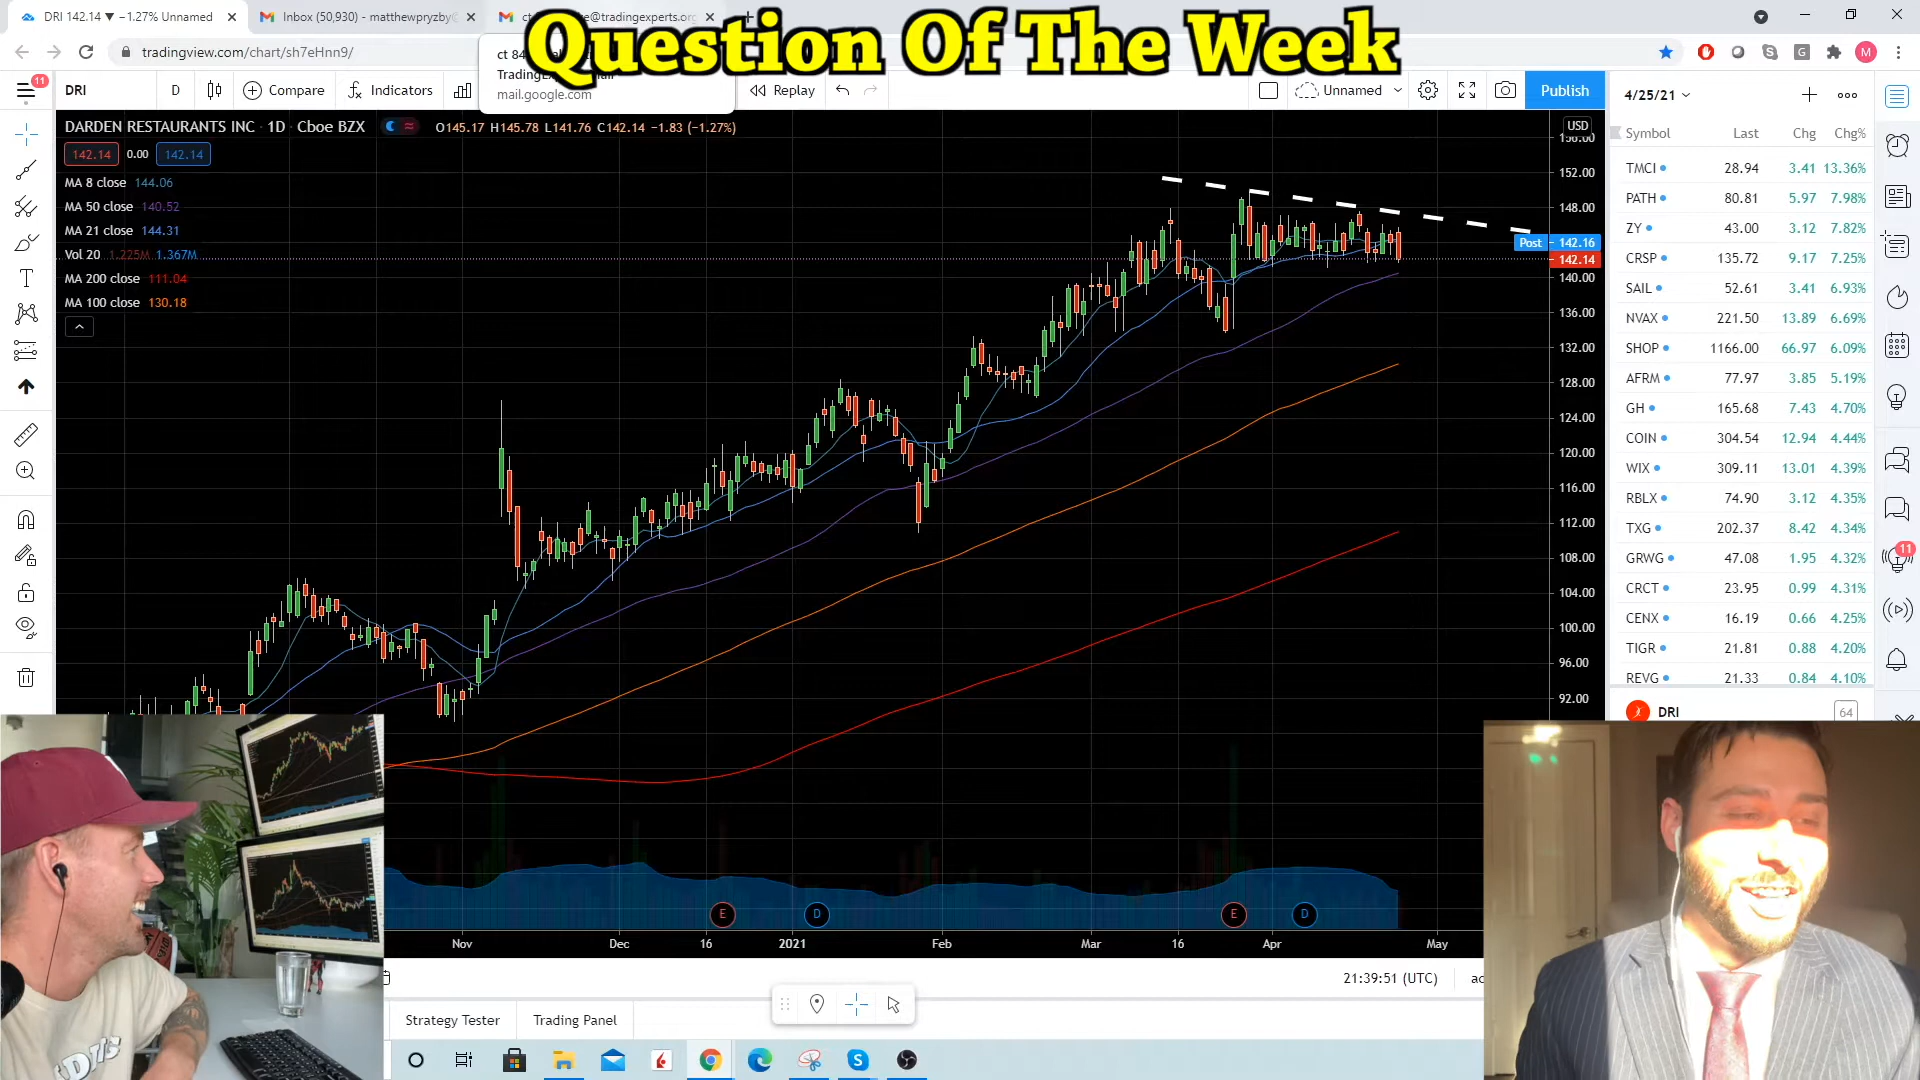 DRI 142.14 ▼ −1.27% Unnamed
Inbox (50,930) - matthewpryzby@
@tradingexperts.org
Question Of The Week
tradingview.com/chart/sh7eHnn9/
ct 84
mail.google.com
11
DRI
D
Compare
Indicators
Replay
Unnamed
Publish
DARDEN RESTAURANTS INC · 1D · Cboe BZX
O145.17 H145.78 L141.76 C142.14 −1.83 (−1.27%)
142.14 0.00 142.14
MA 8 close 144.06
MA 50 close 140.52
MA 21 close 144.31
Vol 20 1.225M 1.367M
MA 200 close 111.04
MA 100 close 130.18
USD
156.00
152.00
148.00
Post 142.16
142.14
140.00
136.00
132.00
128.00
124.00
120.00
116.00
112.00
108.00
104.00
100.00
96.00
92.00
4/25/21
Symbol Last Chg Chg%
TMCI 28.94 3.41 13.36%
PATH 80.81 5.97 7.98%
ZY 43.00 3.12 7.82%
CRSP 135.72 9.17 7.25%
SAIL 52.61 3.41 6.93%
NVAX 221.50 13.89 6.69%
SHOP 1166.00 66.97 6.09%
AFRM 77.97 3.85 5.19%
GH 165.68 7.43 4.70%
COIN 304.54 12.94 4.44%
WIX 309.11 13.01 4.39%
RBLX 74.90 3.12 4.35%
TXG 202.37 8.42 4.34%
GRWG 47.08 1.95 4.32%
CRCT 23.95 0.99 4.31%
CENX 16.19 0.66 4.25%
TIGR 21.81 0.88 4.20%
REVG 21.33 0.84 4.10%
DRI 64
11
E D E D
Nov Dec 16 2021 Feb Mar 16 Apr May
21:39:51 (UTC)
Strategy Tester
Trading Panel